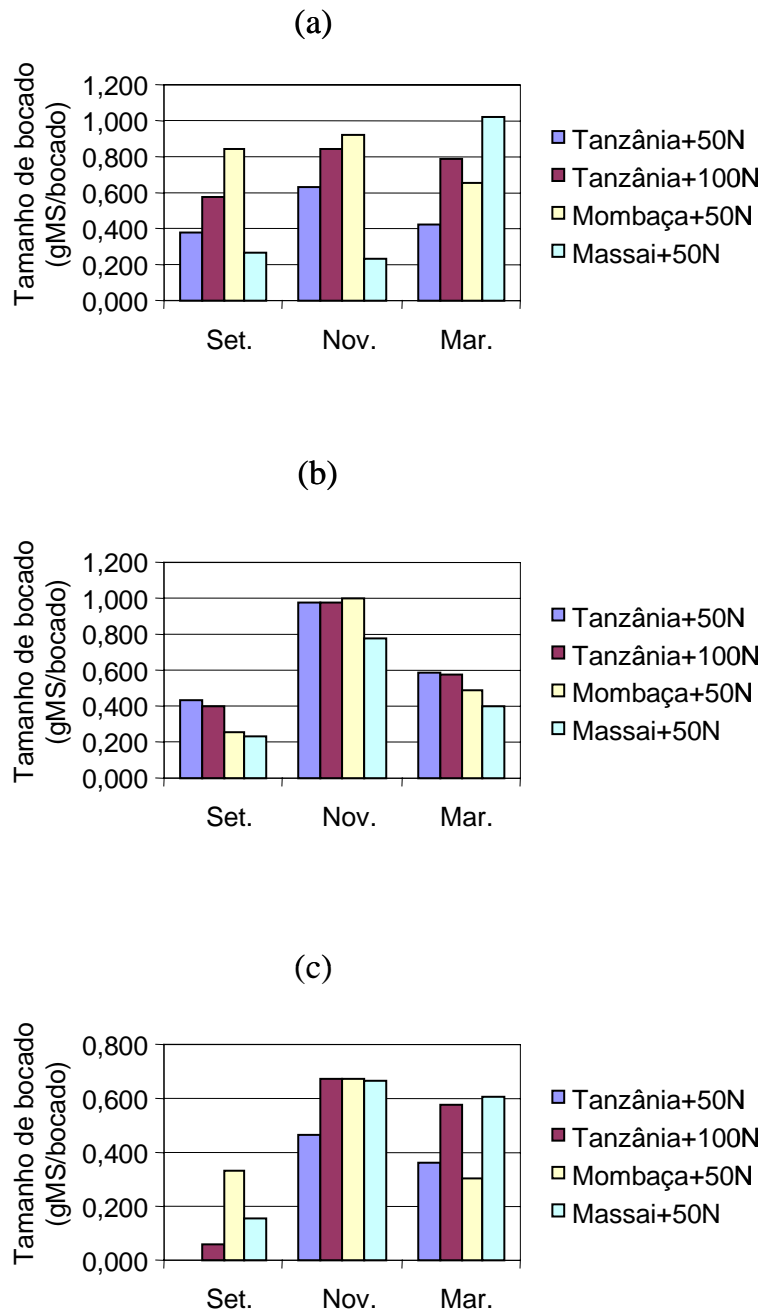 (a)
Tamanho de bocado
(gMS/bocado)
1,200
1,000
0,800
0,600
0,400
0,200
0,000
Set.
Nov.
Mar.
Tanzânia+50N
Tanzânia+100N
Mombaça+50N
Massai+50N
(b)
Tamanho de bocado
(gMS/bocado)
1,200
1,000
0,800
0,600
0,400
0,200
0,000
Set.
Nov.
Mar.
Tanzânia+50N
Tanzânia+100N
Mombaça+50N
Massai+50N
(c)
Tamanho de bocado
(gMS/bocado)
0,800
0,600
0,400
0,200
0,000
Set.
Nov.
Mar.
Tanzânia+50N
Tanzânia+100N
Mombaça+50N
Massai+50N